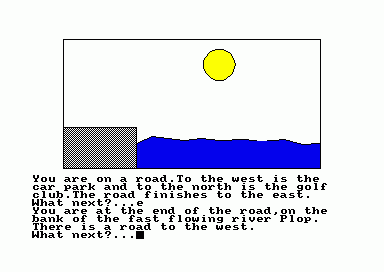 You are on a road.To the west is the
car park and to the north is the golf
club.The road finishes to the east.
What next?...e
You are at the end of the road,on the
bank of the fast flowing river Plop.
There is a road to the west.
What next?...